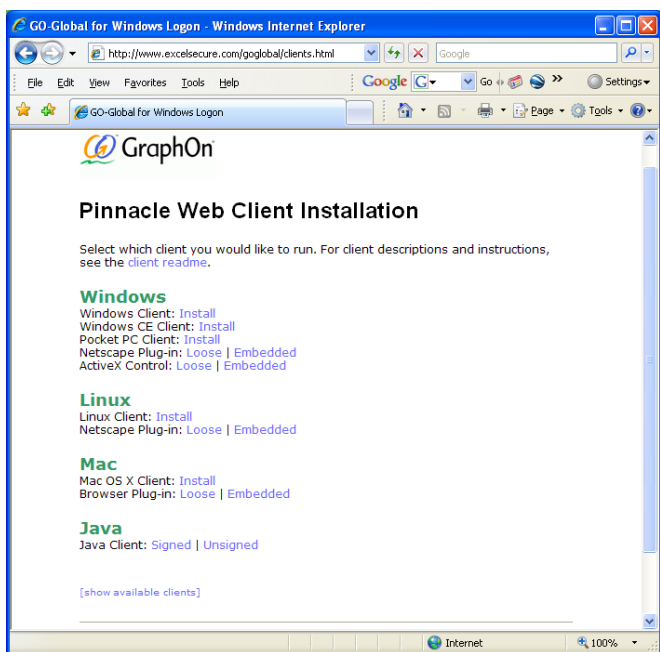 GO-Global for Windows Logon - Windows Internet Explorer
http://www.excelsecure.com/goglobal/clients.html Google
File Edit View Favorites Tools Help Google G Go » Settings
GO-Global for Windows Logon Page Tools
GraphOn
Pinnacle Web Client Installation
Select which client you would like to run. For client descriptions and instructions,
see the client readme.
Windows
Windows Client: Install
Windows CE Client: Install
Pocket PC Client: Install
Netscape Plug-in: Loose | Embedded
ActiveX Control: Loose | Embedded
Linux
Linux Client: Install
Netscape Plug-in: Loose | Embedded
Mac
Mac OS X Client: Install
Browser Plug-in: Loose | Embedded
Java
Java Client: Signed | Unsigned
[show available clients]
Internet 100%